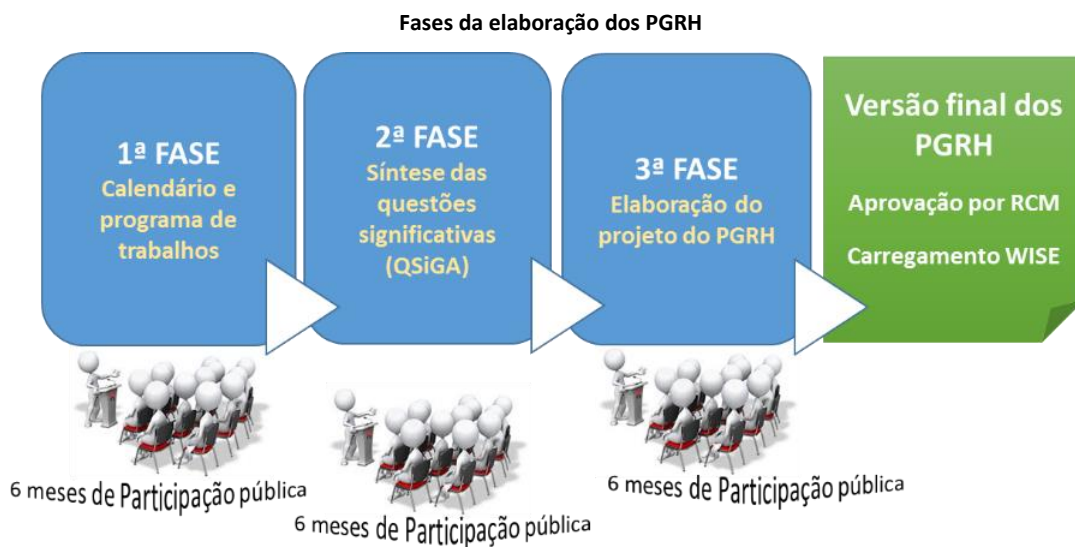 Fases da elaboração dos PGRH
1ª FASE
Calendário e
programa de
trabalhos
2ª FASE
Síntese das
questões
significativas
(QSiGA)
3ª FASE
Elaboração do
projeto do PGRH
Versão final dos
PGRH
Aprovação por RCM
Carregamento WISE
6 meses de Participação pública
6 meses de Participação pública
6 meses de Participação pública